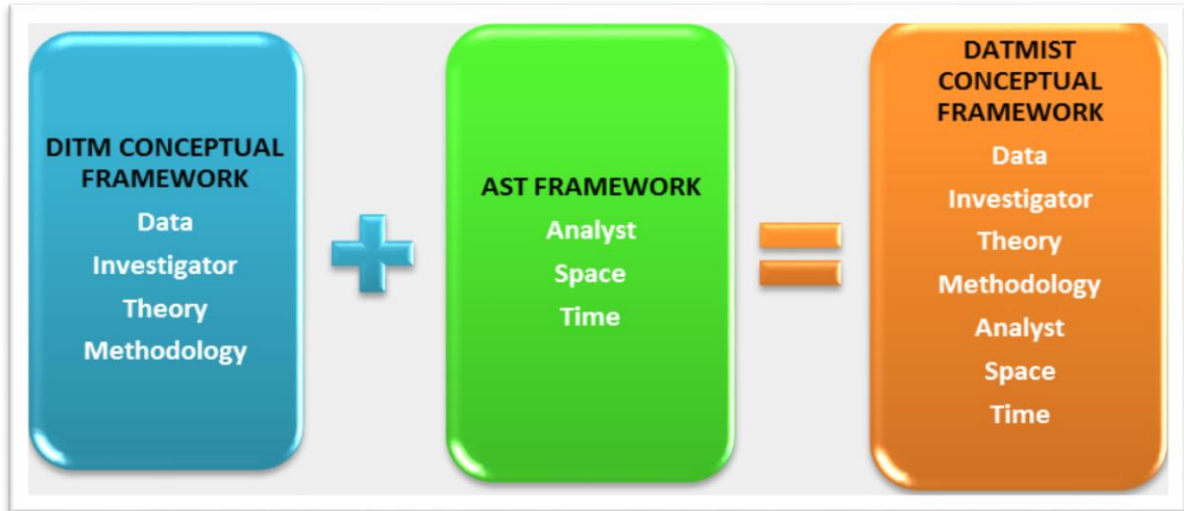 DITM CONCEPTUAL
FRAMEWORK
Data
Investigator
Theory
Methodology
AST FRAMEWORK
Analyst
Space
Time
DATMIST
CONCEPTUAL
FRAMEWORK
Data
Investigator
Theory
Methodology
Analyst
Space
Time